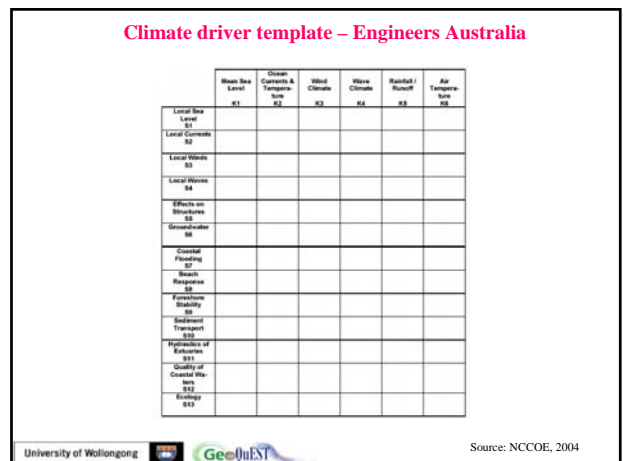 Climate driver template – Engineers Australia
Mean Sea Level K1
Ocean Currents & Tempera-ture K2
Wind Climate K3
Wave Climate K4
Rainfall / Runoff K5
Air Tempera-ture K6
Local Sea Level S1
Local Currents S2
Local Winds S3
Local Waves S4
Effects on Structures S5
Groundwater S6
Coastal Flooding S7
Beach Response S8
Foreshore Stability S9
Sediment Transport S10
Hydraulics of Estuaries S11
Quality of Coastal Wa-ters S12
Ecology S13
University of Wollongong
GeoQuEST
Source: NCCOE, 2004